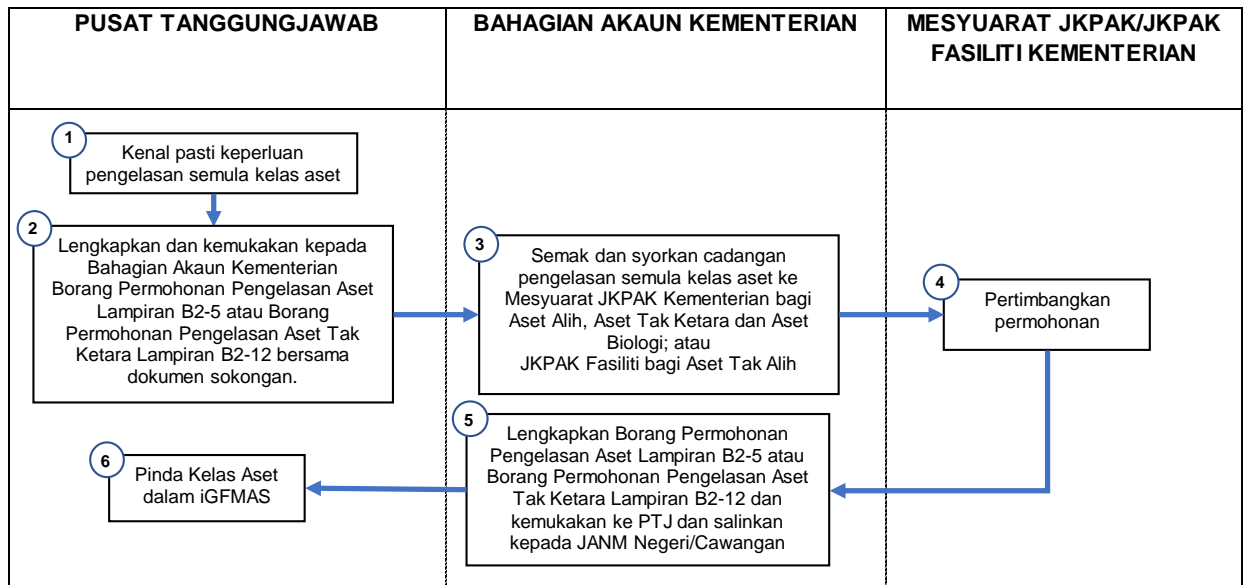 PUSAT TANGGUNGJAWAB
BAHAGIAN AKAUN KEMENTERIAN
MESYUARAT JKPAK/JKPAK
FASILITI KEMENTERIAN
1
Kenal pasti keperluan
pengelasan semula kelas aset
2
Lengkapkan dan kemukakan kepada
Bahagian Akaun Kementerian
Borang Permohonan Pengelasan Aset
Lampiran B2-5 atau Borang
Permohonan Pengelasan Aset Tak
Ketara Lampiran B2-12 bersama
dokumen sokongan.
3
Semak dan syorkan cadangan
pengelasan semula kelas aset ke
Mesyuarat JKPAK Kementerian bagi
Aset Alih, Aset Tak Ketara dan Aset
Biologi; atau
JKPAK Fasiliti bagi Aset Tak Alih
4
Pertimbangkan
permohonan
5
Lengkapkan Borang Permohonan
Pengelasan Aset Lampiran B2-5 atau
Borang Permohonan Pengelasan Aset
Tak Ketara Lampiran B2-12 dan
kemukakan ke PTJ dan salinkan
kepada JANM Negeri/Cawangan
6
Pinda Kelas Aset
dalam iGFMAS